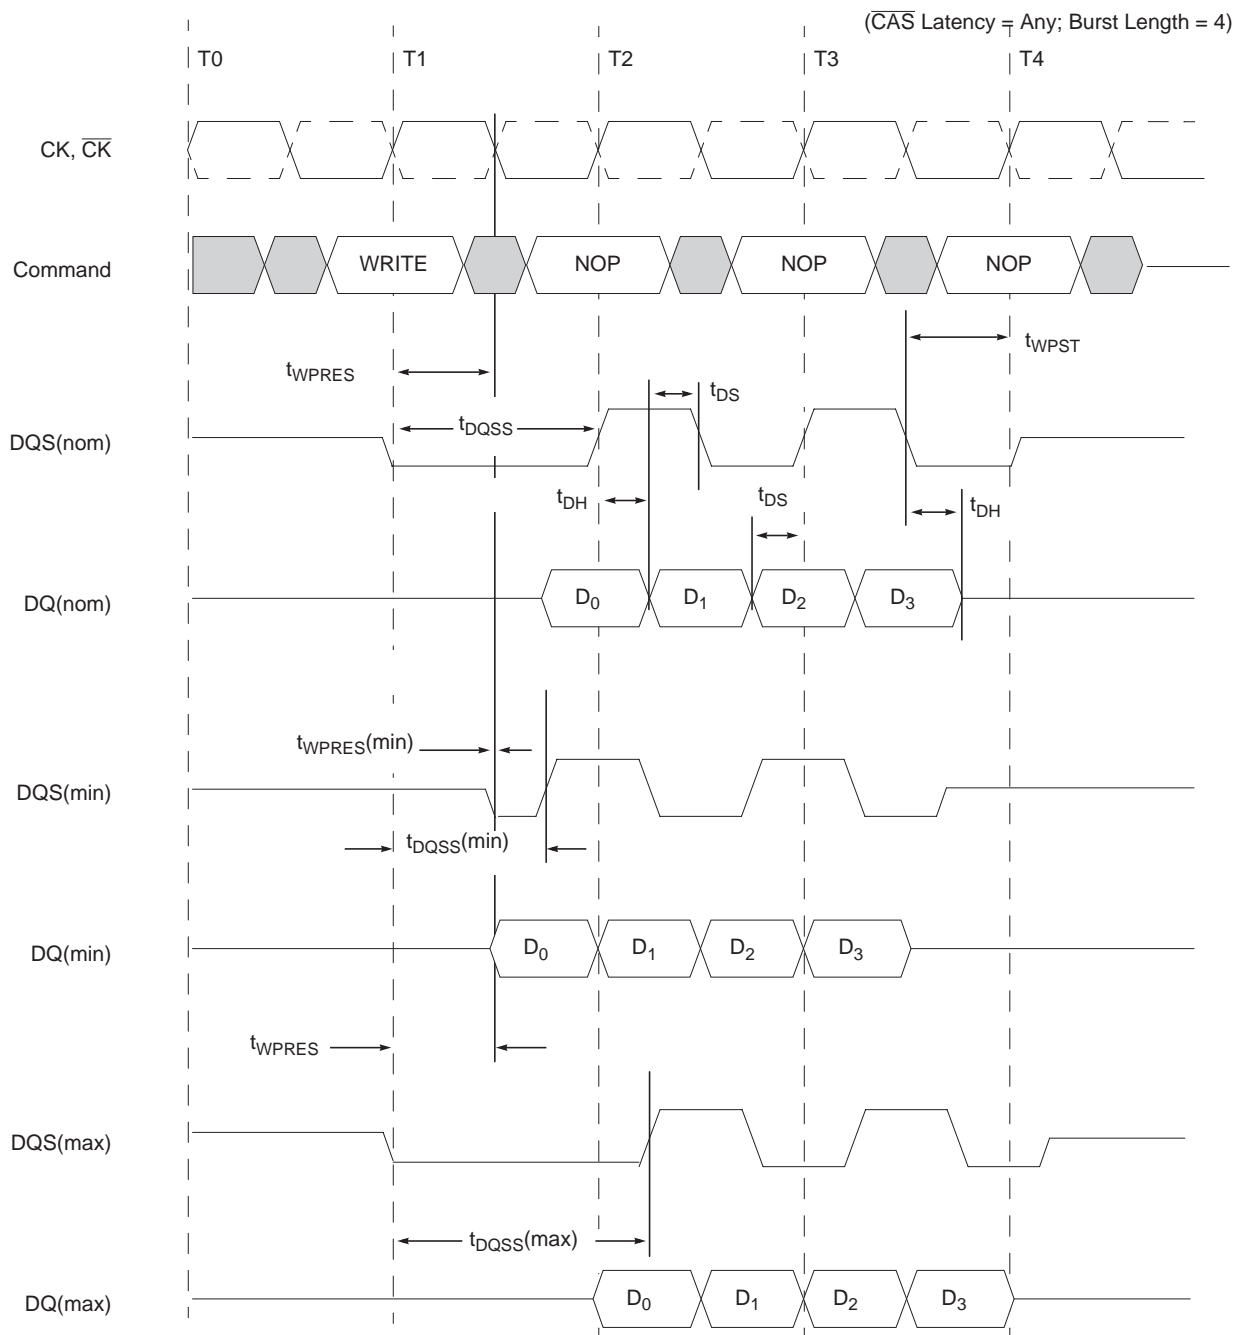 (C̅A̅S̅ Latency = Any; Burst Length = 4)
T0 T1 T2 T3 T4
CK, C̅K̅
Command WRITE NOP NOP NOP
tWPST
tWPRES
tDS
DQS(nom) tDQSS
tDH tDS tDH
DQ(nom) D0 D1 D2 D3
tWPRES(min)
DQS(min)
tDQSS(min)
DQ(min) D0 D1 D2 D3
tWPRES
DQS(max)
tDQSS(max)
DQ(max) D0 D1 D2 D3